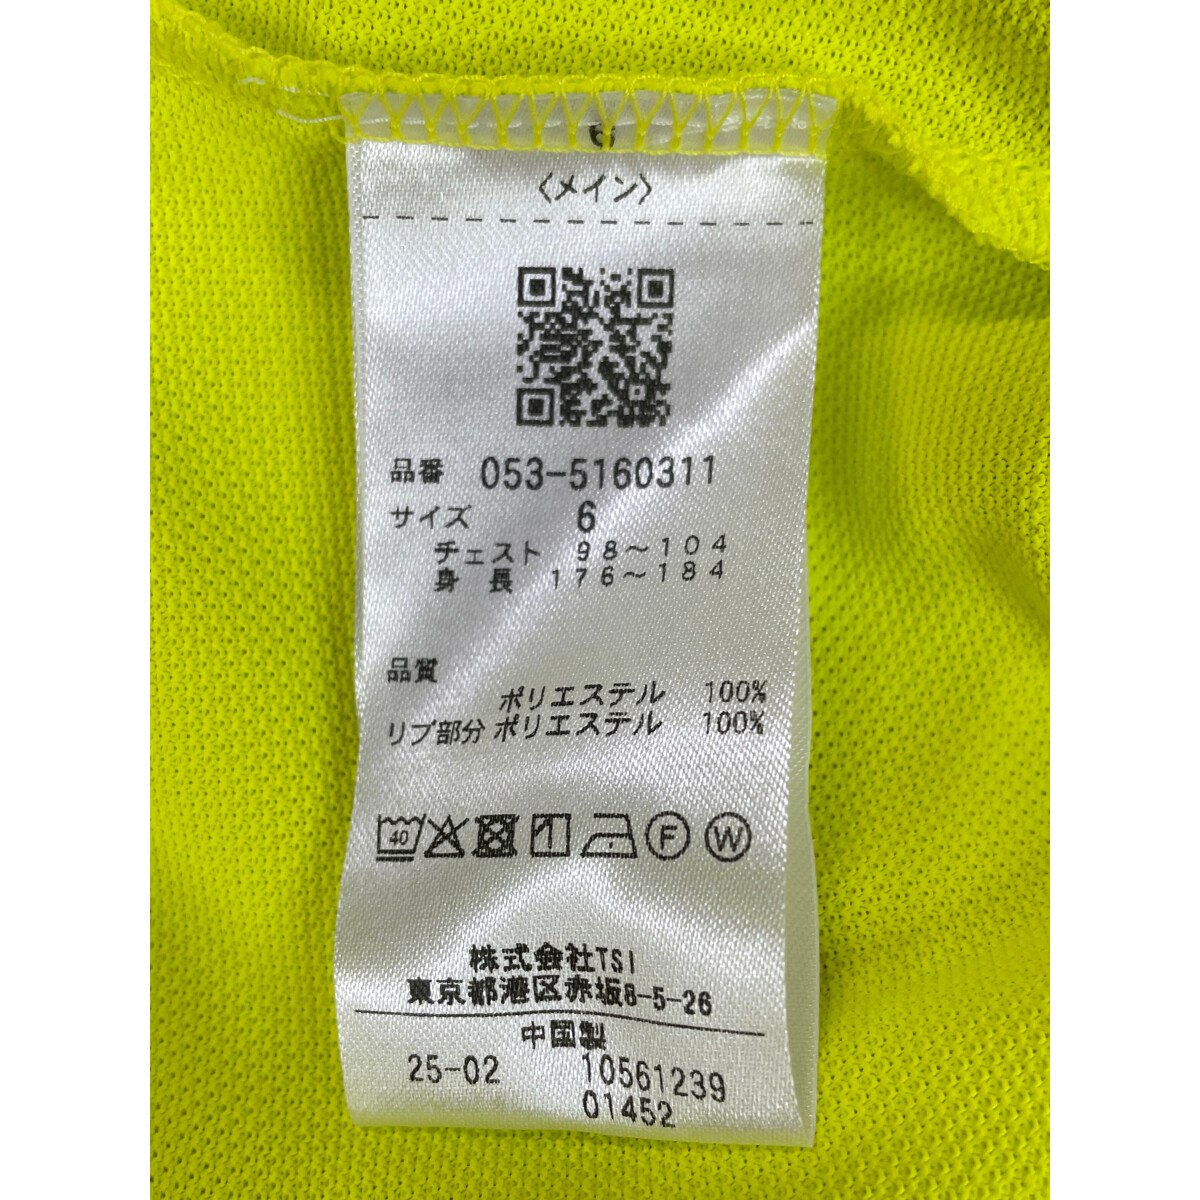 6
〈メイン〉
品番 053-5160311
サイズ 6
チェスト 98~104
身長 176~184
品質
ポリエステル 100%
リブ部分 ポリエステル 100%
40 1 F W
株式会社TSI
東京都港区赤坂8-5-26
中国製
25-02 10561239
01452